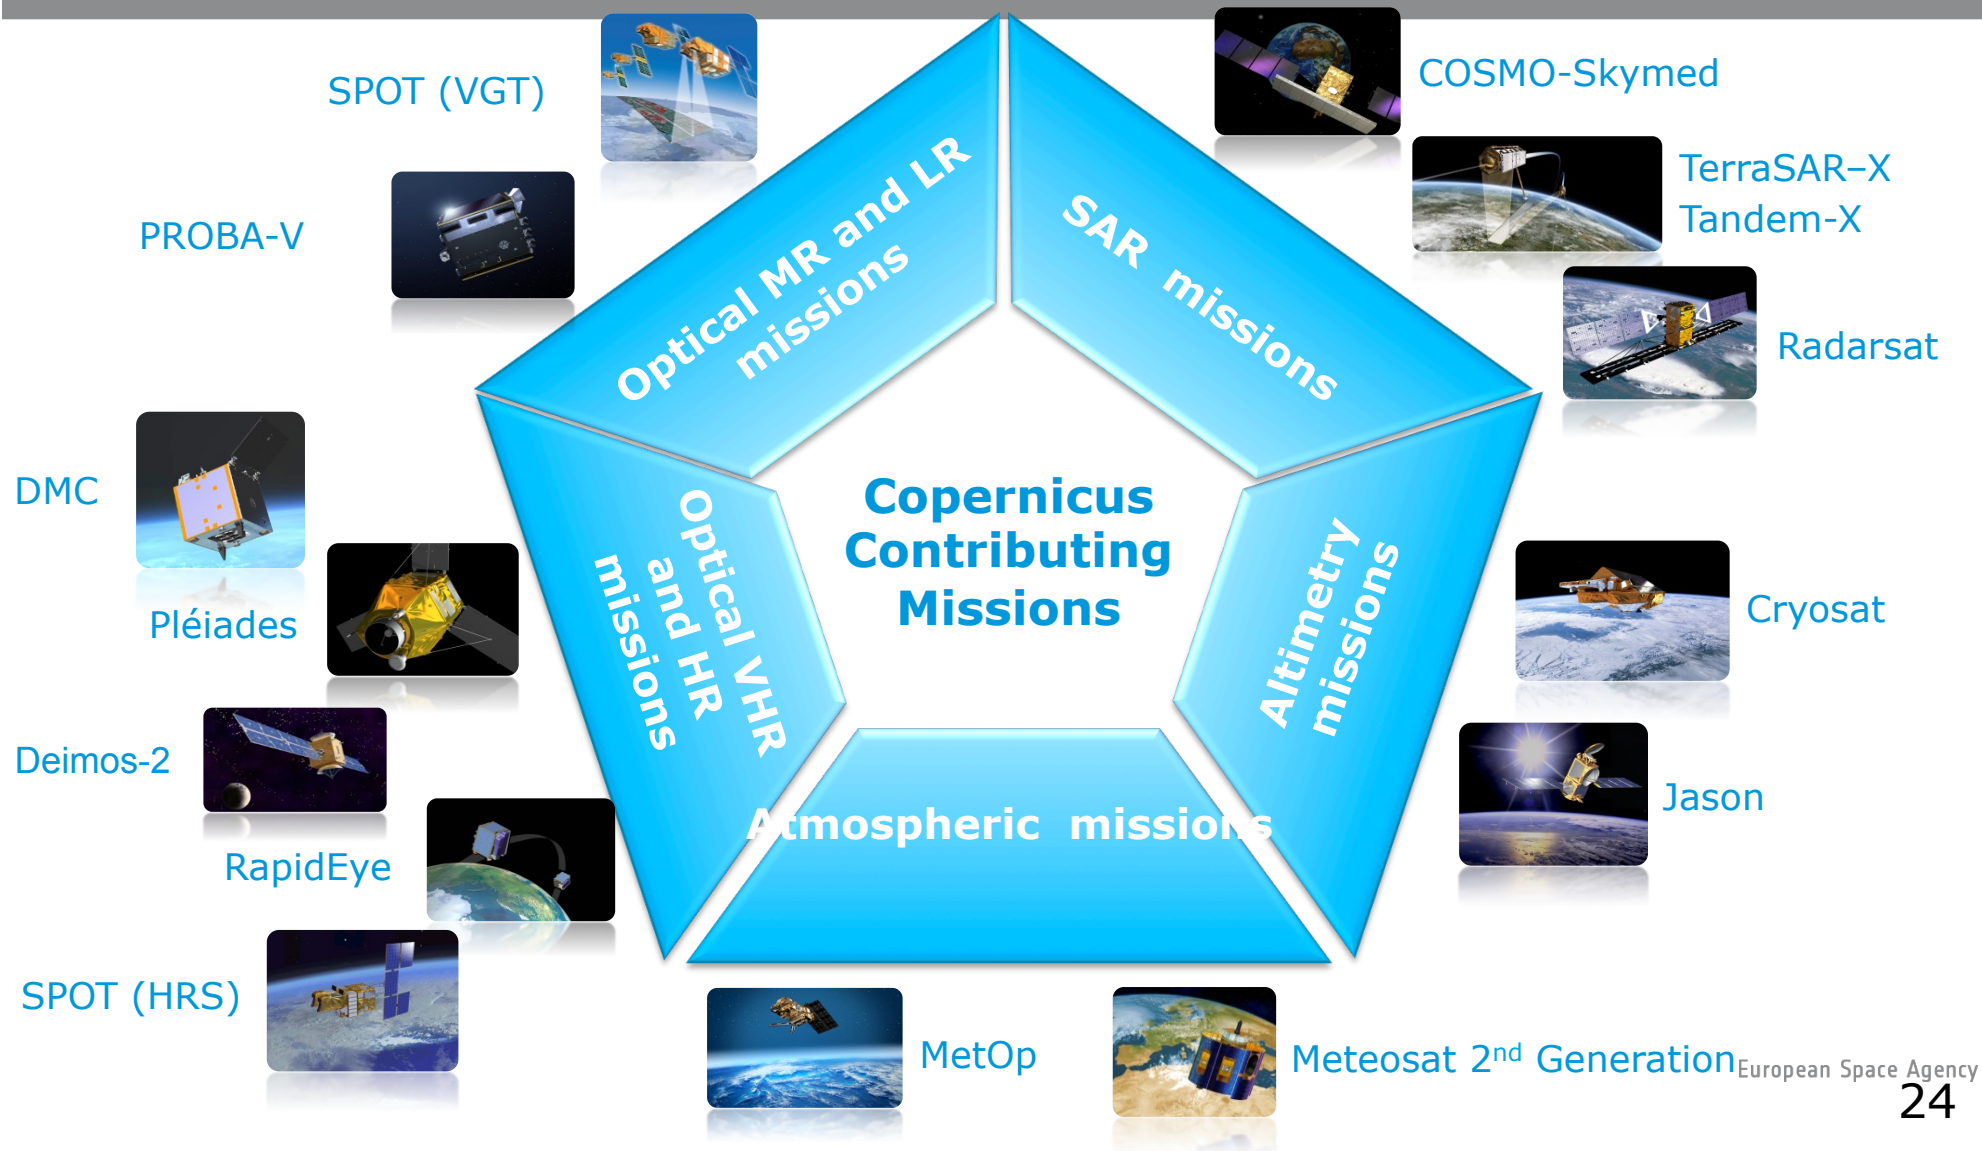 SPOT (VGT)
PROBA-V
COSMO-Skymed
TerraSAR–X
Tandem-X
Radarsat
Optical MR and LR
missions
SAR missions
DMC
Pléiades
Deimos-2
RapidEye
SPOT (HRS)
Optical VHR
and HR
missions
Copernicus
Contributing
Missions
Altimetry
missions
Cryosat
Jason
Atmospheric missions
MetOp
Meteosat 2nd Generation
European Space Agency
24